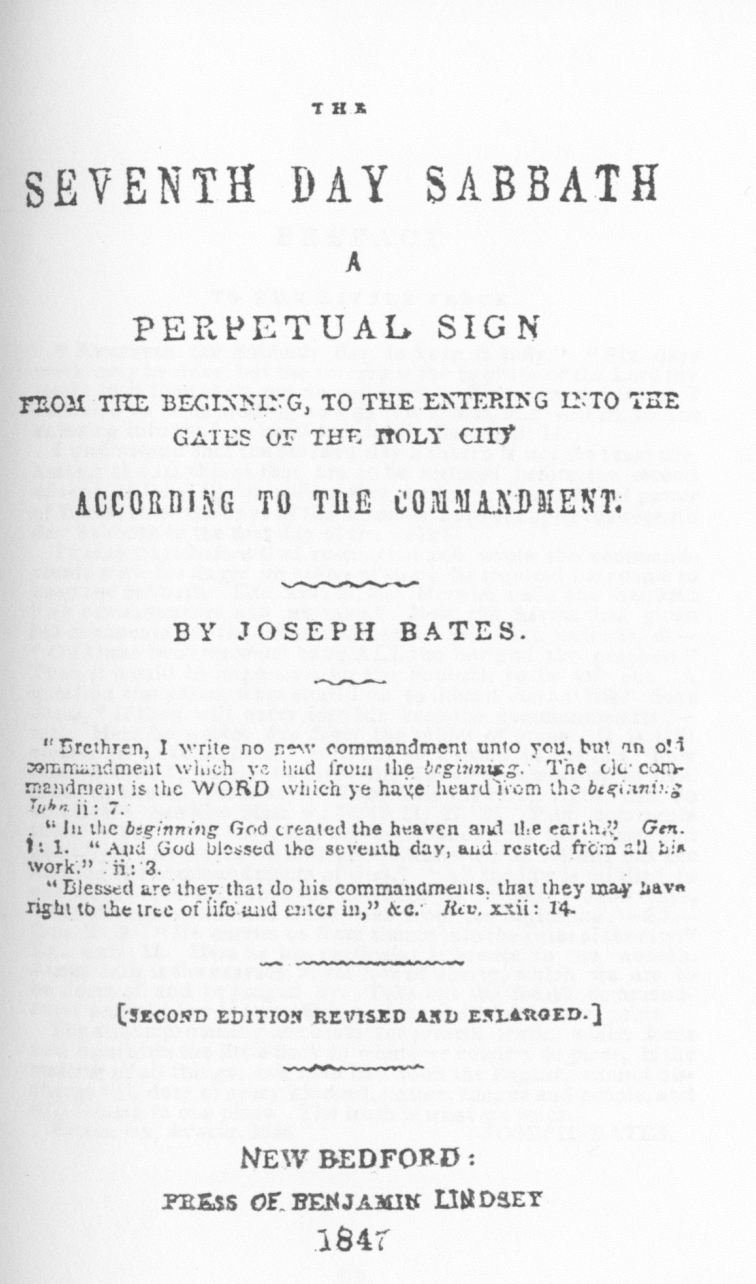 THE
SEVENTH DAY SABBATH
A
PERPETUAL SIGN
FROM THE BEGINNING, TO THE ENTERING INTO THE
GATES OF THE HOLY CITY
ACCORDING TO THE COMMANDMENT.
BY JOSEPH BATES.
"Brethren, I write no new commandment unto you, but an old
commandment which ye had from the beginning. The old com-
mandment is the WORD which ye have heard from the beginning
John ii: 7.
"In the beginning God created the heaven and the earth." Gen.
i: 1. "And God blessed the seventh day, and rested from all his
work." ii: 3.
"Blessed are they that do his commandments, that they may have
right to the tree of life and enter in," &c. Rev. xxii: 14.
[SECOND EDITION REVISED AND ENLARGED.]
NEW BEDFORD:
PRESS OF BENJAMIN LINDSEY
1847